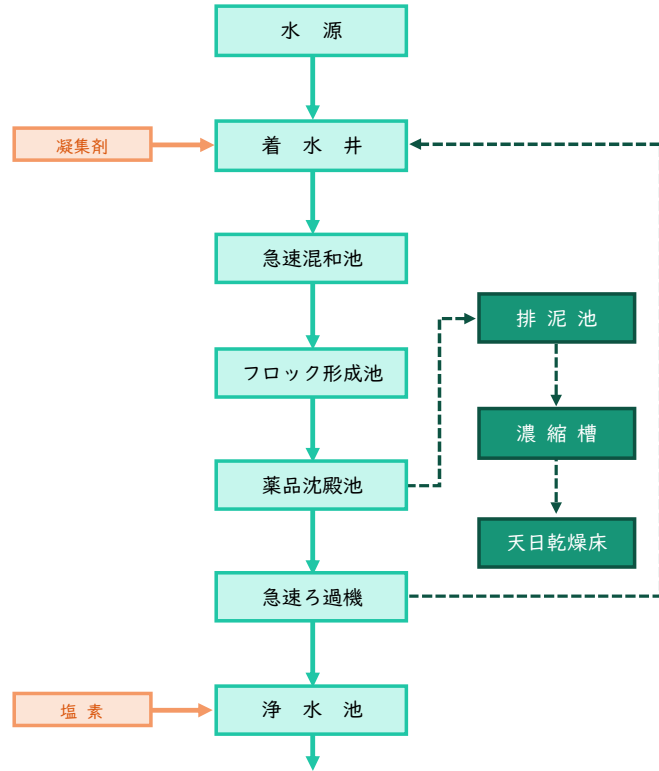 水 源
凝集剤
着 水 井
急速混和池
排 泥 池
フロック形成池
濃 縮 槽
薬品沈殿池
天日乾燥床
急速ろ過機
塩 素
浄 水 池